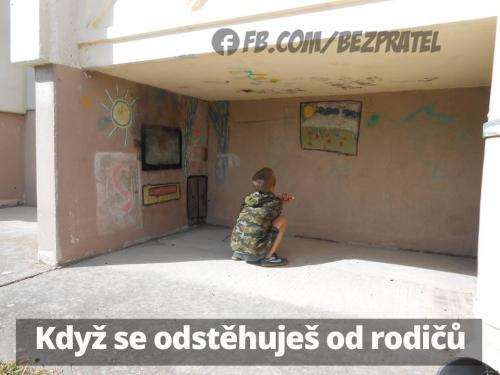 FB.COM/BEZPRATEL
Když se odstěhuješ od rodičů